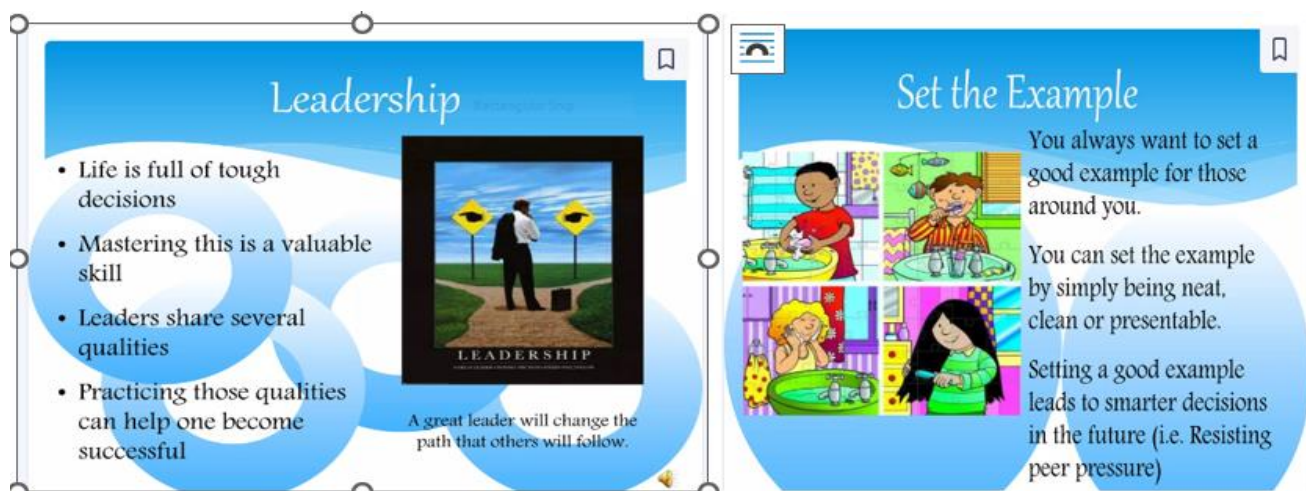 Leadership
• Life is full of tough
decisions
• Mastering this is a valuable
skill
• Leaders share several
qualities
• Practicing those qualities
can help one become
successful
LEADERSHIP
A great leader will change the
path that others will follow.
Set the Example
You always want to set a
good example for those
around you.
You can set the example
by simply being neat,
clean or presentable.
Setting a good example
leads to smarter decisions
in the future (i.e. Resisting
peer pressure)